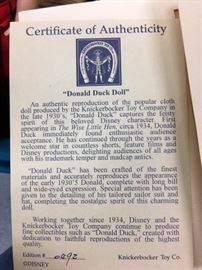 Certificate of Authenticity
"Donald Duck Doll"
An authentic reproduction of the popular cloth
doll produced by the Knickerbocker Toy Company in
the late 1930's, "Donald Duck" captures the feisty
spirit of this beloved Disney character. First
appearing in The Wise Little Hen, circa 1934, Donald
Duck immediately found enthusiastic audience
acceptance. He has continued through the years as a
welcome star in countless shorts, feature films and
Disney productions, delighting audiences of all ages
with his trademark temper and madcap antics.
"Donald Duck" has been crafted of the finest
materials and accurately reproduces the appearance
of the early 1930's Donald, complete with long bill
and wide-eyed expression. Special attention has been
given to the detailing of his tailored sailor suit and
hat, completing the nostalgic spirit of this charming
doll.
Working together since 1934, Disney and the
Knickerbocker Toy Company continue to produce
fine collectibles such as "Donald Duck", created with
dedication to faithful reproductions of the highest
quality.
Edition #
©DISNEY
Knickerbocker Toy Co.